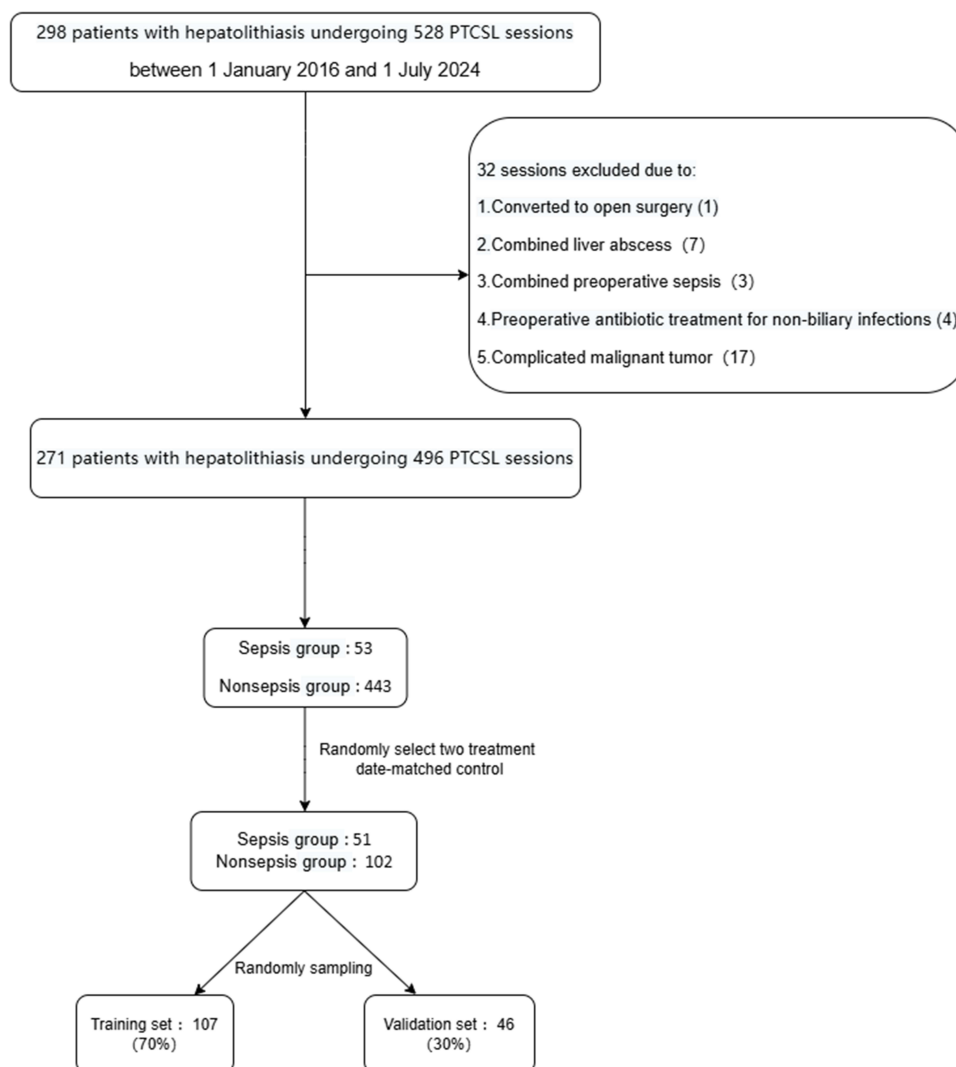 298 patients with hepatolithiasis undergoing 528 PTCSL sessions
between 1 January 2016 and 1 July 2024
32 sessions excluded due to:
1.Converted to open surgery (1)
2.Combined liver abscess (7)
3.Combined preoperative sepsis (3)
4.Preoperative antibiotic treatment for non-biliary infections (4)
5.Complicated malignant tumor (17)
271 patients with hepatolithiasis undergoing 496 PTCSL sessions
Sepsis group : 53
Nonsepsis group : 443
Randomly select two treatment
date-matched control
Sepsis group : 51
Nonsepsis group : 102
Randomly sampling
Training set : 107
(70%)
Validation set : 46
(30%)